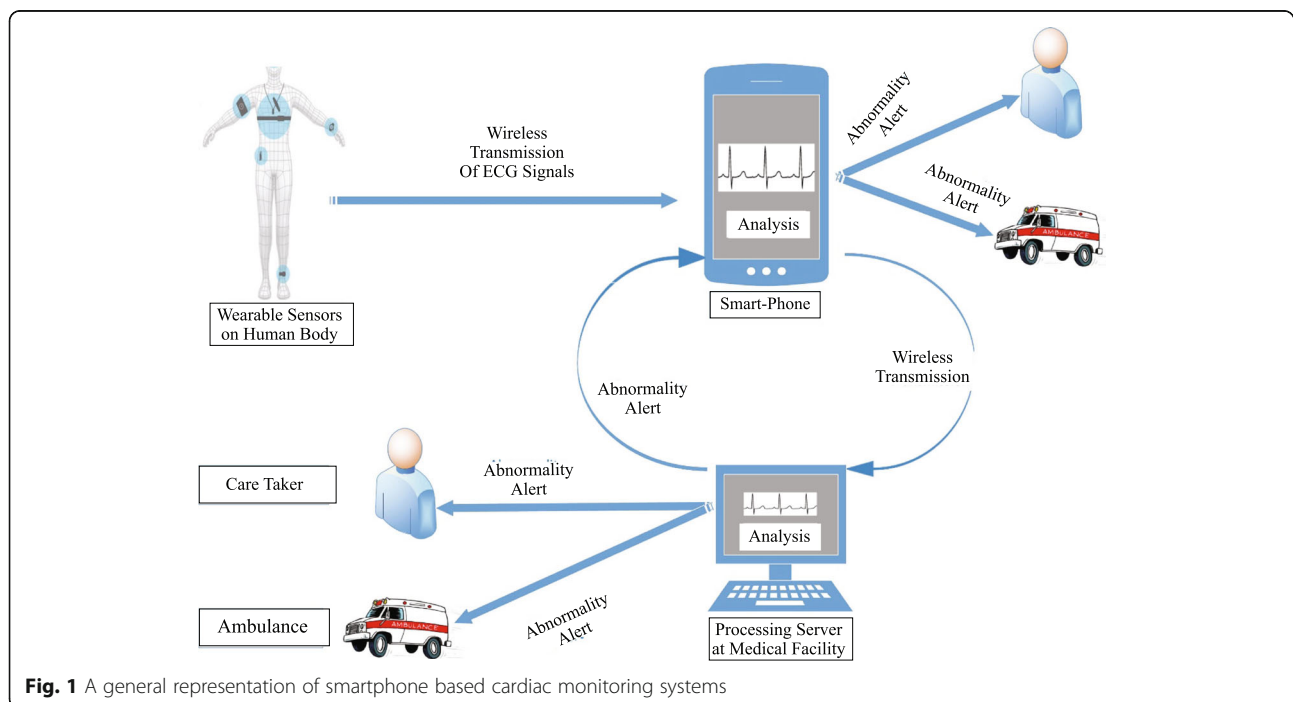 Wireless
Transmission
Of ECG Signals
Abnormality
Alert
Abnormality
Alert
AMBULANCE
Analysis
Smart-Phone
Wearable Sensors
on Human Body
Wireless
Transmission
Abnormality
Alert
Care Taker
Abnormality
Alert
Analysis
Ambulance
AMBULANCE
Abnormality
Alert
Processing Server
at Medical Facility
Fig. 1 A general representation of smartphone based cardiac monitoring systems